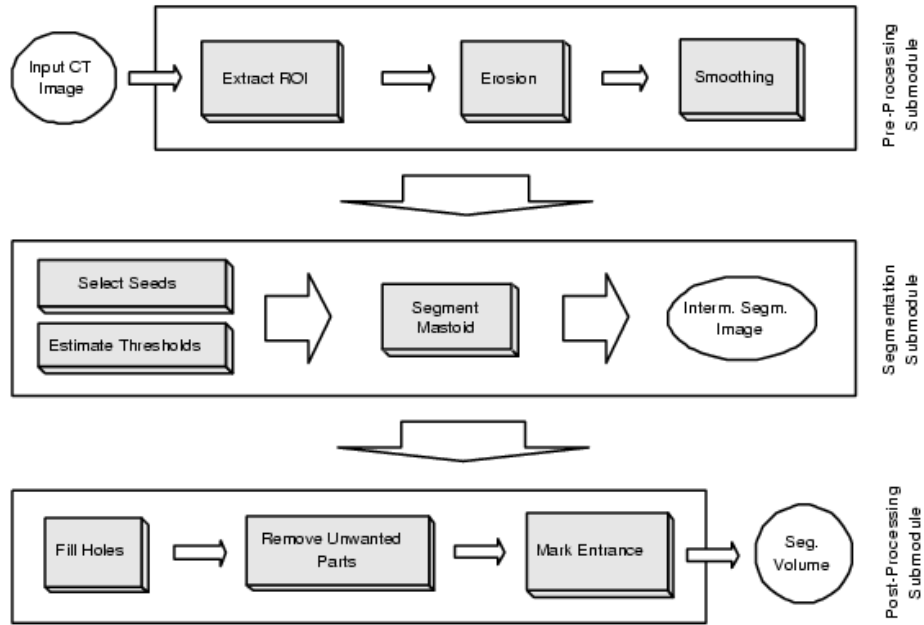 Input CT
Image
Extract ROI
Erosion
Smoothing
Pre-Processing
Submodule
Select Seeds
Estimate Thresholds
Segment
Mastoid
Interm. Segm.
Image
Segmentation
Submodule
Fill Holes
Remove Unwanted
Parts
Mark Entrance
Seg.
Volume
Post-Processing
Submodule